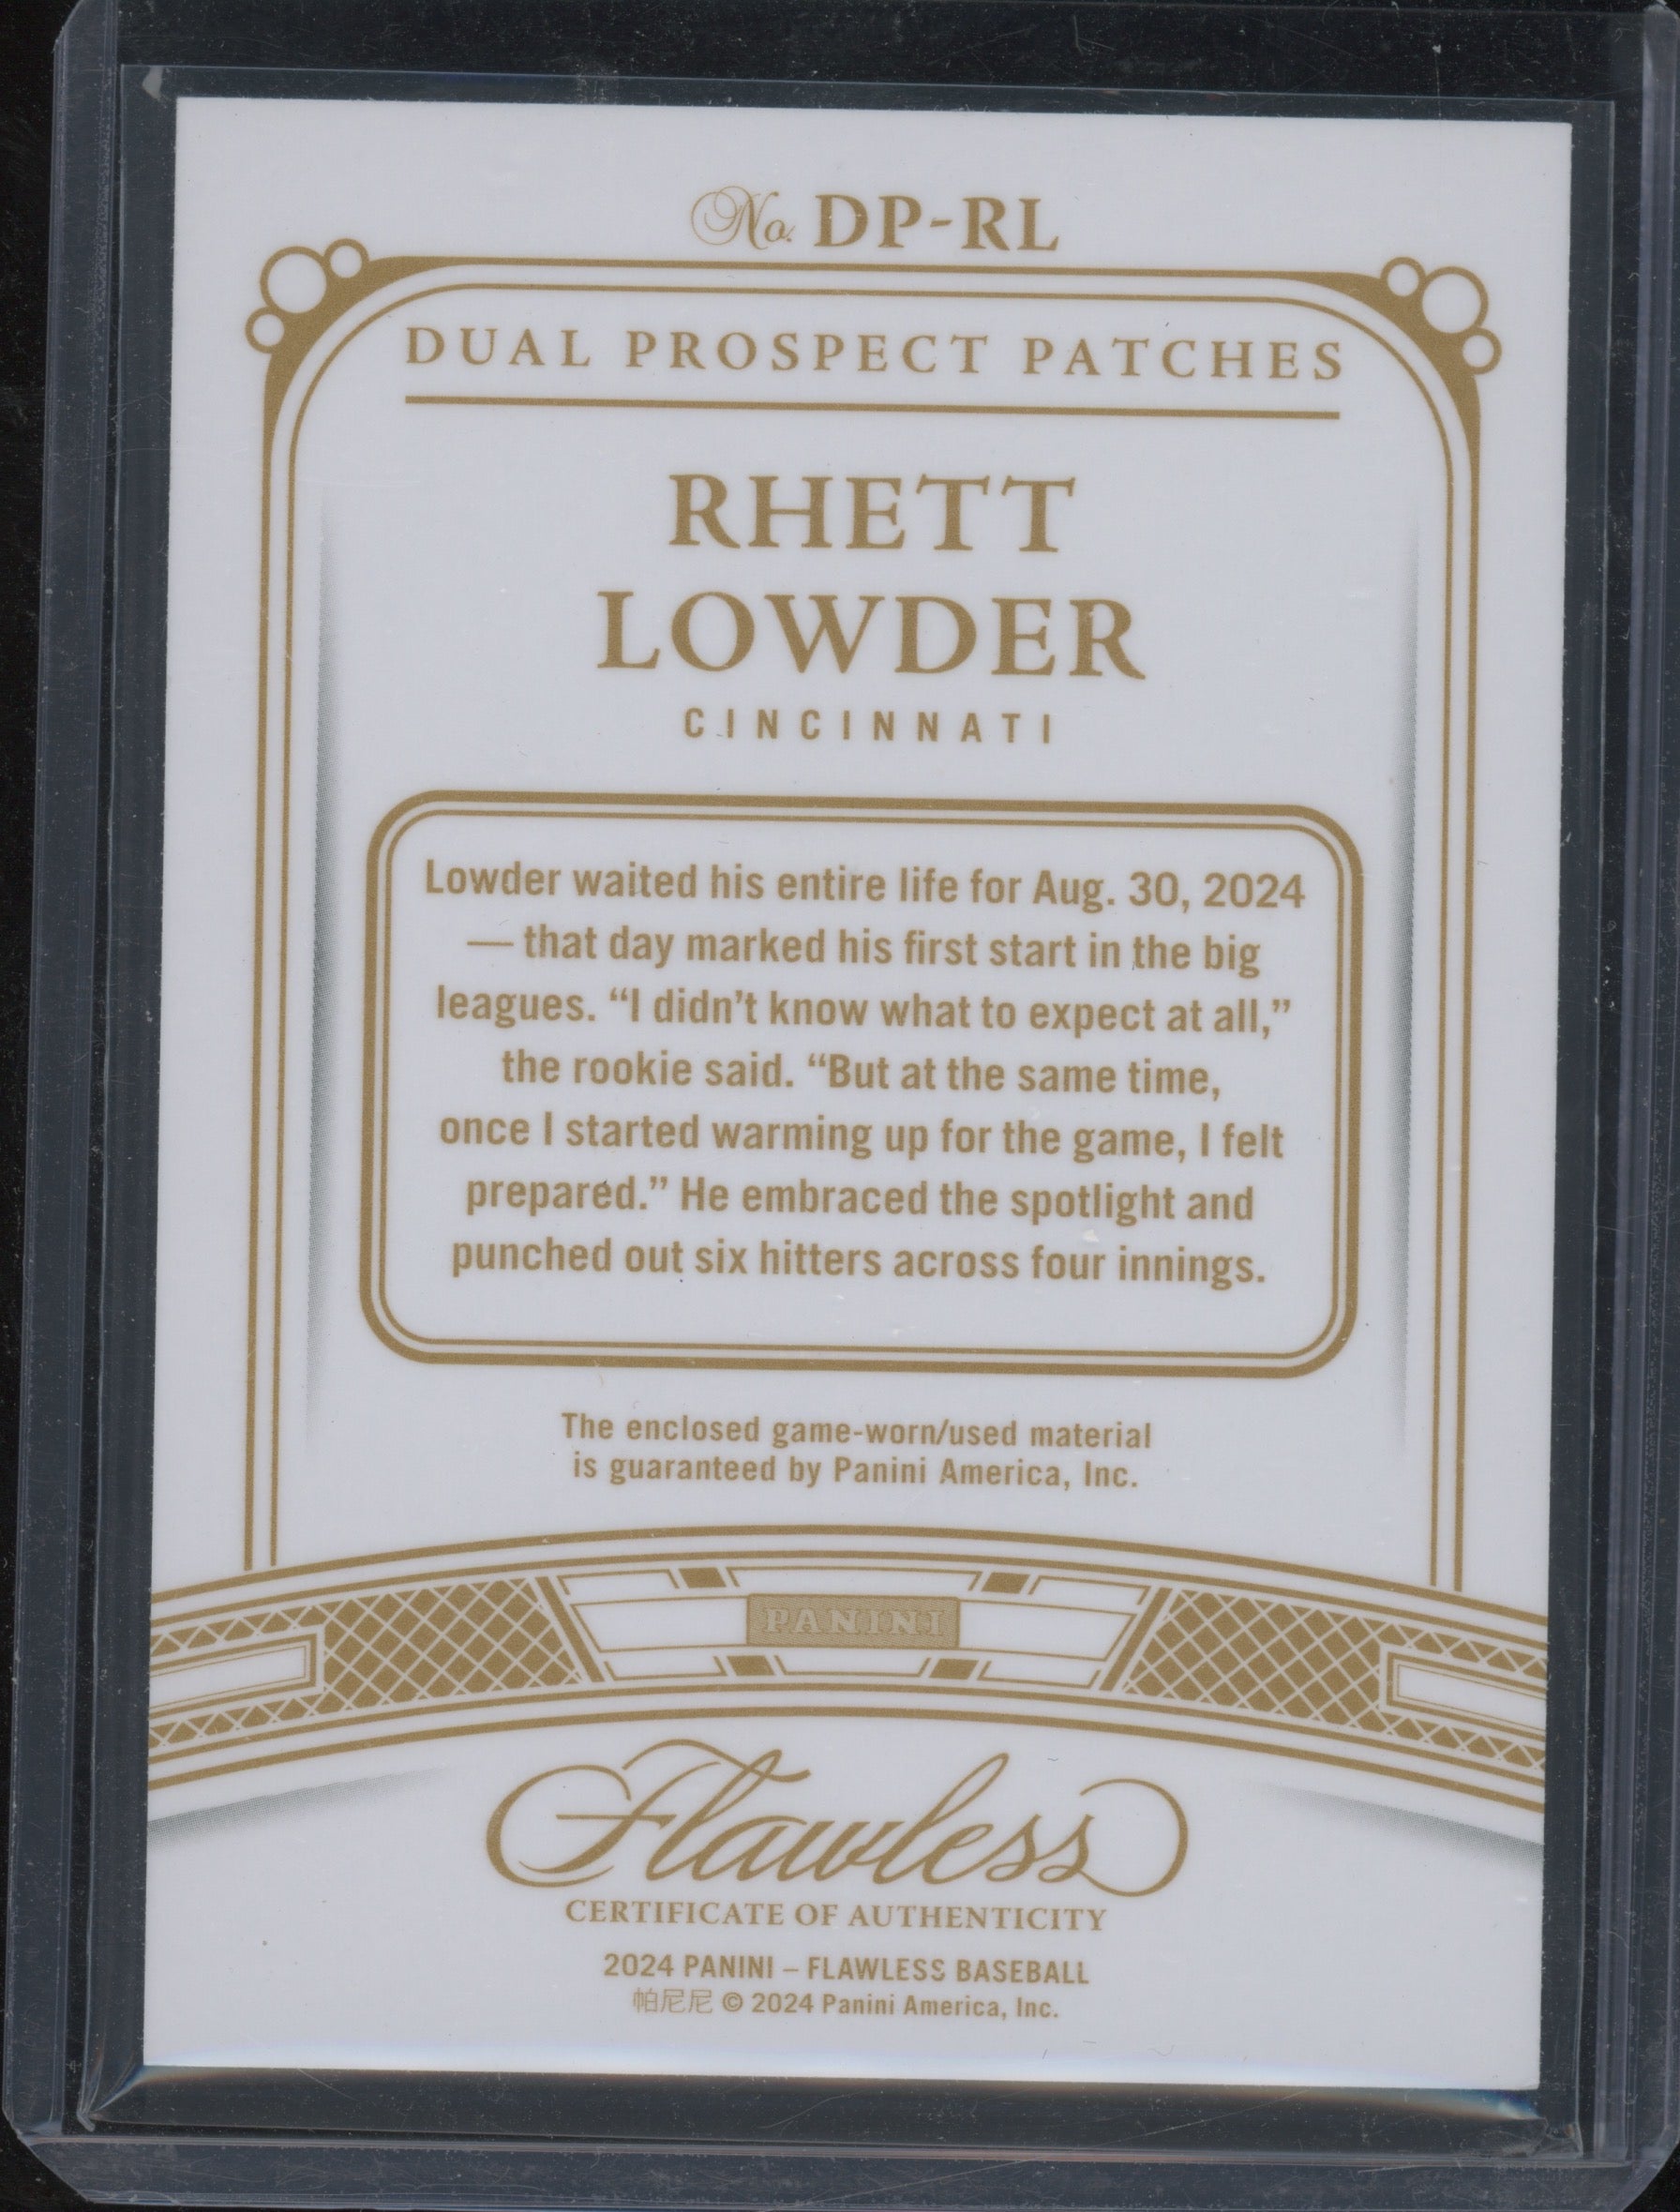 No. DP-RL
DUAL PROSPECT PATCHES
RHETT
LOWDER
CINCINNATI
Lowder waited his entire life for Aug. 30, 2024
— that day marked his first start in the big
leagues. “I didn’t know what to expect at all,”
the rookie said. “But at the same time,
once I started warming up for the game, I felt
prepared.” He embraced the spotlight and
punched out six hitters across four innings.
The enclosed game-worn/used material
is guaranteed by Panini America, Inc.
PANINI
Flawless
CERTIFICATE OF AUTHENTICITY
2024 PANINI – FLAWLESS BASEBALL
帕尼尼 © 2024 Panini America, Inc.